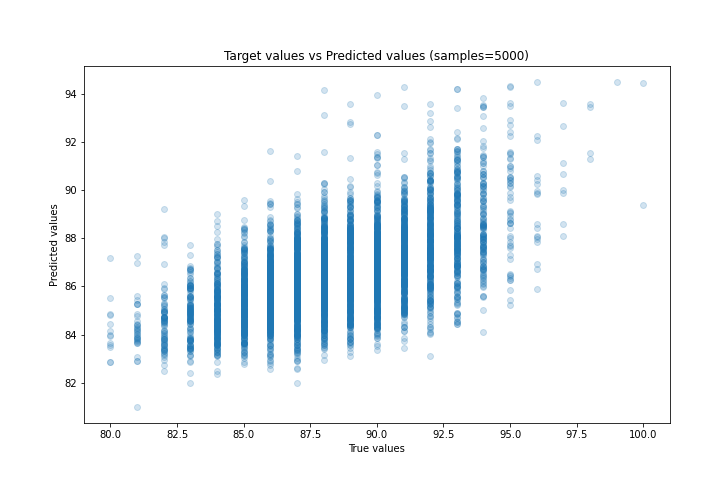 Target values vs Predicted values (samples=5000)
Predicted values
94
92
90
88
86
84
82
80.0 82.5 85.0 87.5 90.0 92.5 95.0 97.5 100.0
True values